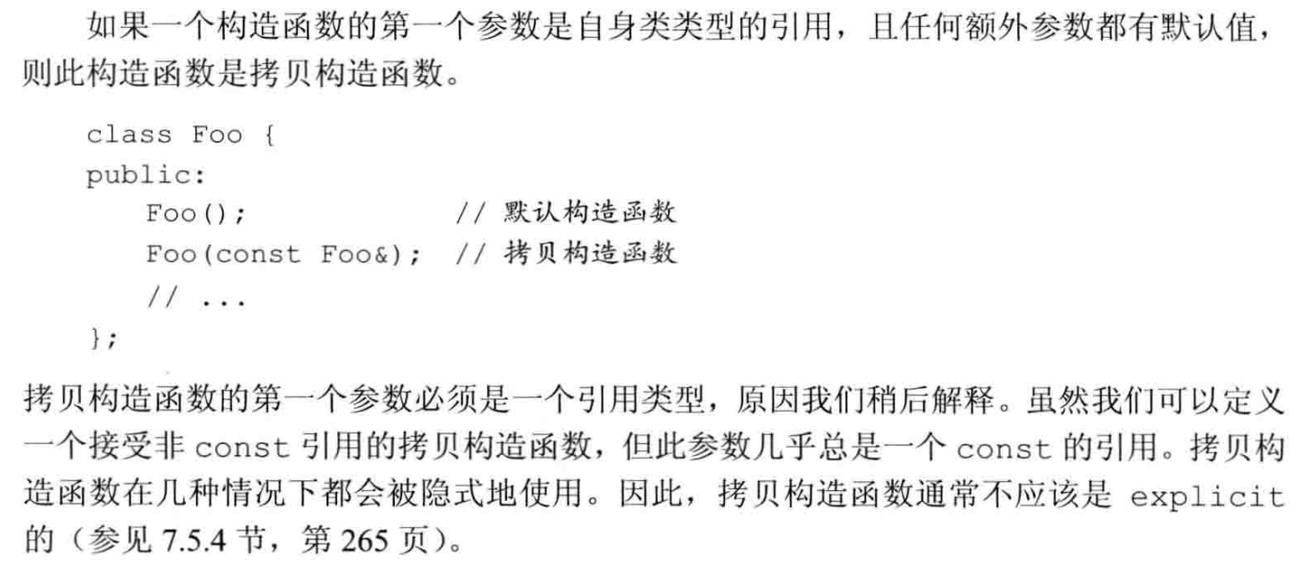 如果一个构造函数的第一个参数是自身类类型的引用，且任何额外参数都有默认值，
则此构造函数是拷贝构造函数。
class Foo {
public:
Foo(); // 默认构造函数
Foo(const Foo&); // 拷贝构造函数
// ...
};
拷贝构造函数的第一个参数必须是一个引用类型，原因我们稍后解释。虽然我们可以定义
一个接受非 const 引用的拷贝构造函数，但此参数几乎总是一个 const 的引用。拷贝构
造函数在几种情况下都会被隐式地使用。因此，拷贝构造函数通常不应该是 explicit
的（参见 7.5.4 节，第 265 页）。